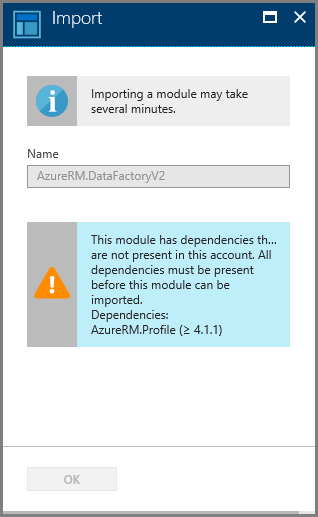 Import
Importing a module may take
several minutes.
Name
AzureRM.DataFactoryV2
This module has dependencies th...
are not present in this account. All
dependencies must be present
before this module can be
imported.
Dependencies:
AzureRM.Profile (≥ 4.1.1)
OK